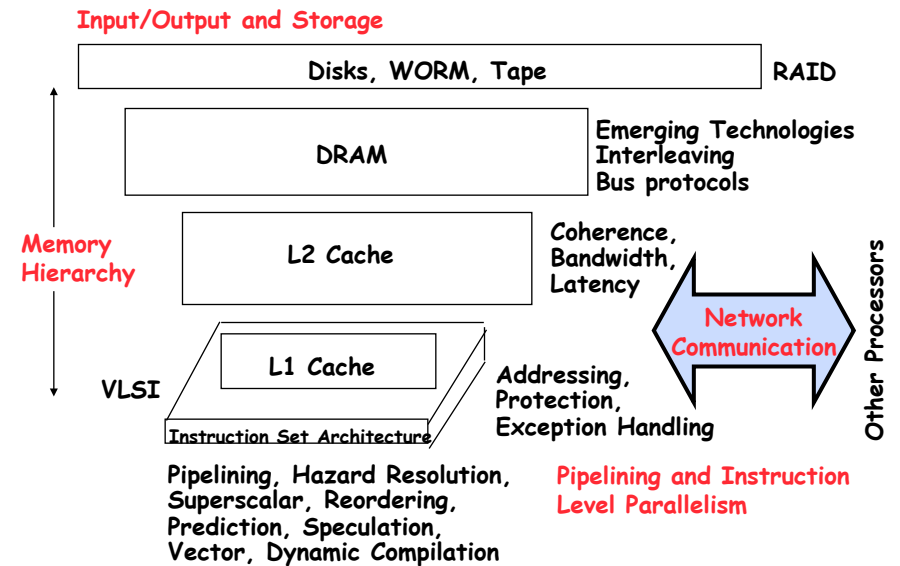 Input/Output and Storage
Disks, WORM, Tape
RAID
DRAM
Emerging Technologies
Interleaving
Bus protocols
Memory
Hierarchy
L2 Cache
Coherence,
Bandwidth,
Latency
Network
Communication
Other Processors
L1 Cache
VLSI
Addressing,
Protection,
Exception Handling
Instruction Set Architecture
Pipelining, Hazard Resolution,
Superscalar, Reordering,
Prediction, Speculation,
Vector, Dynamic Compilation
Pipelining and Instruction
Level Parallelism